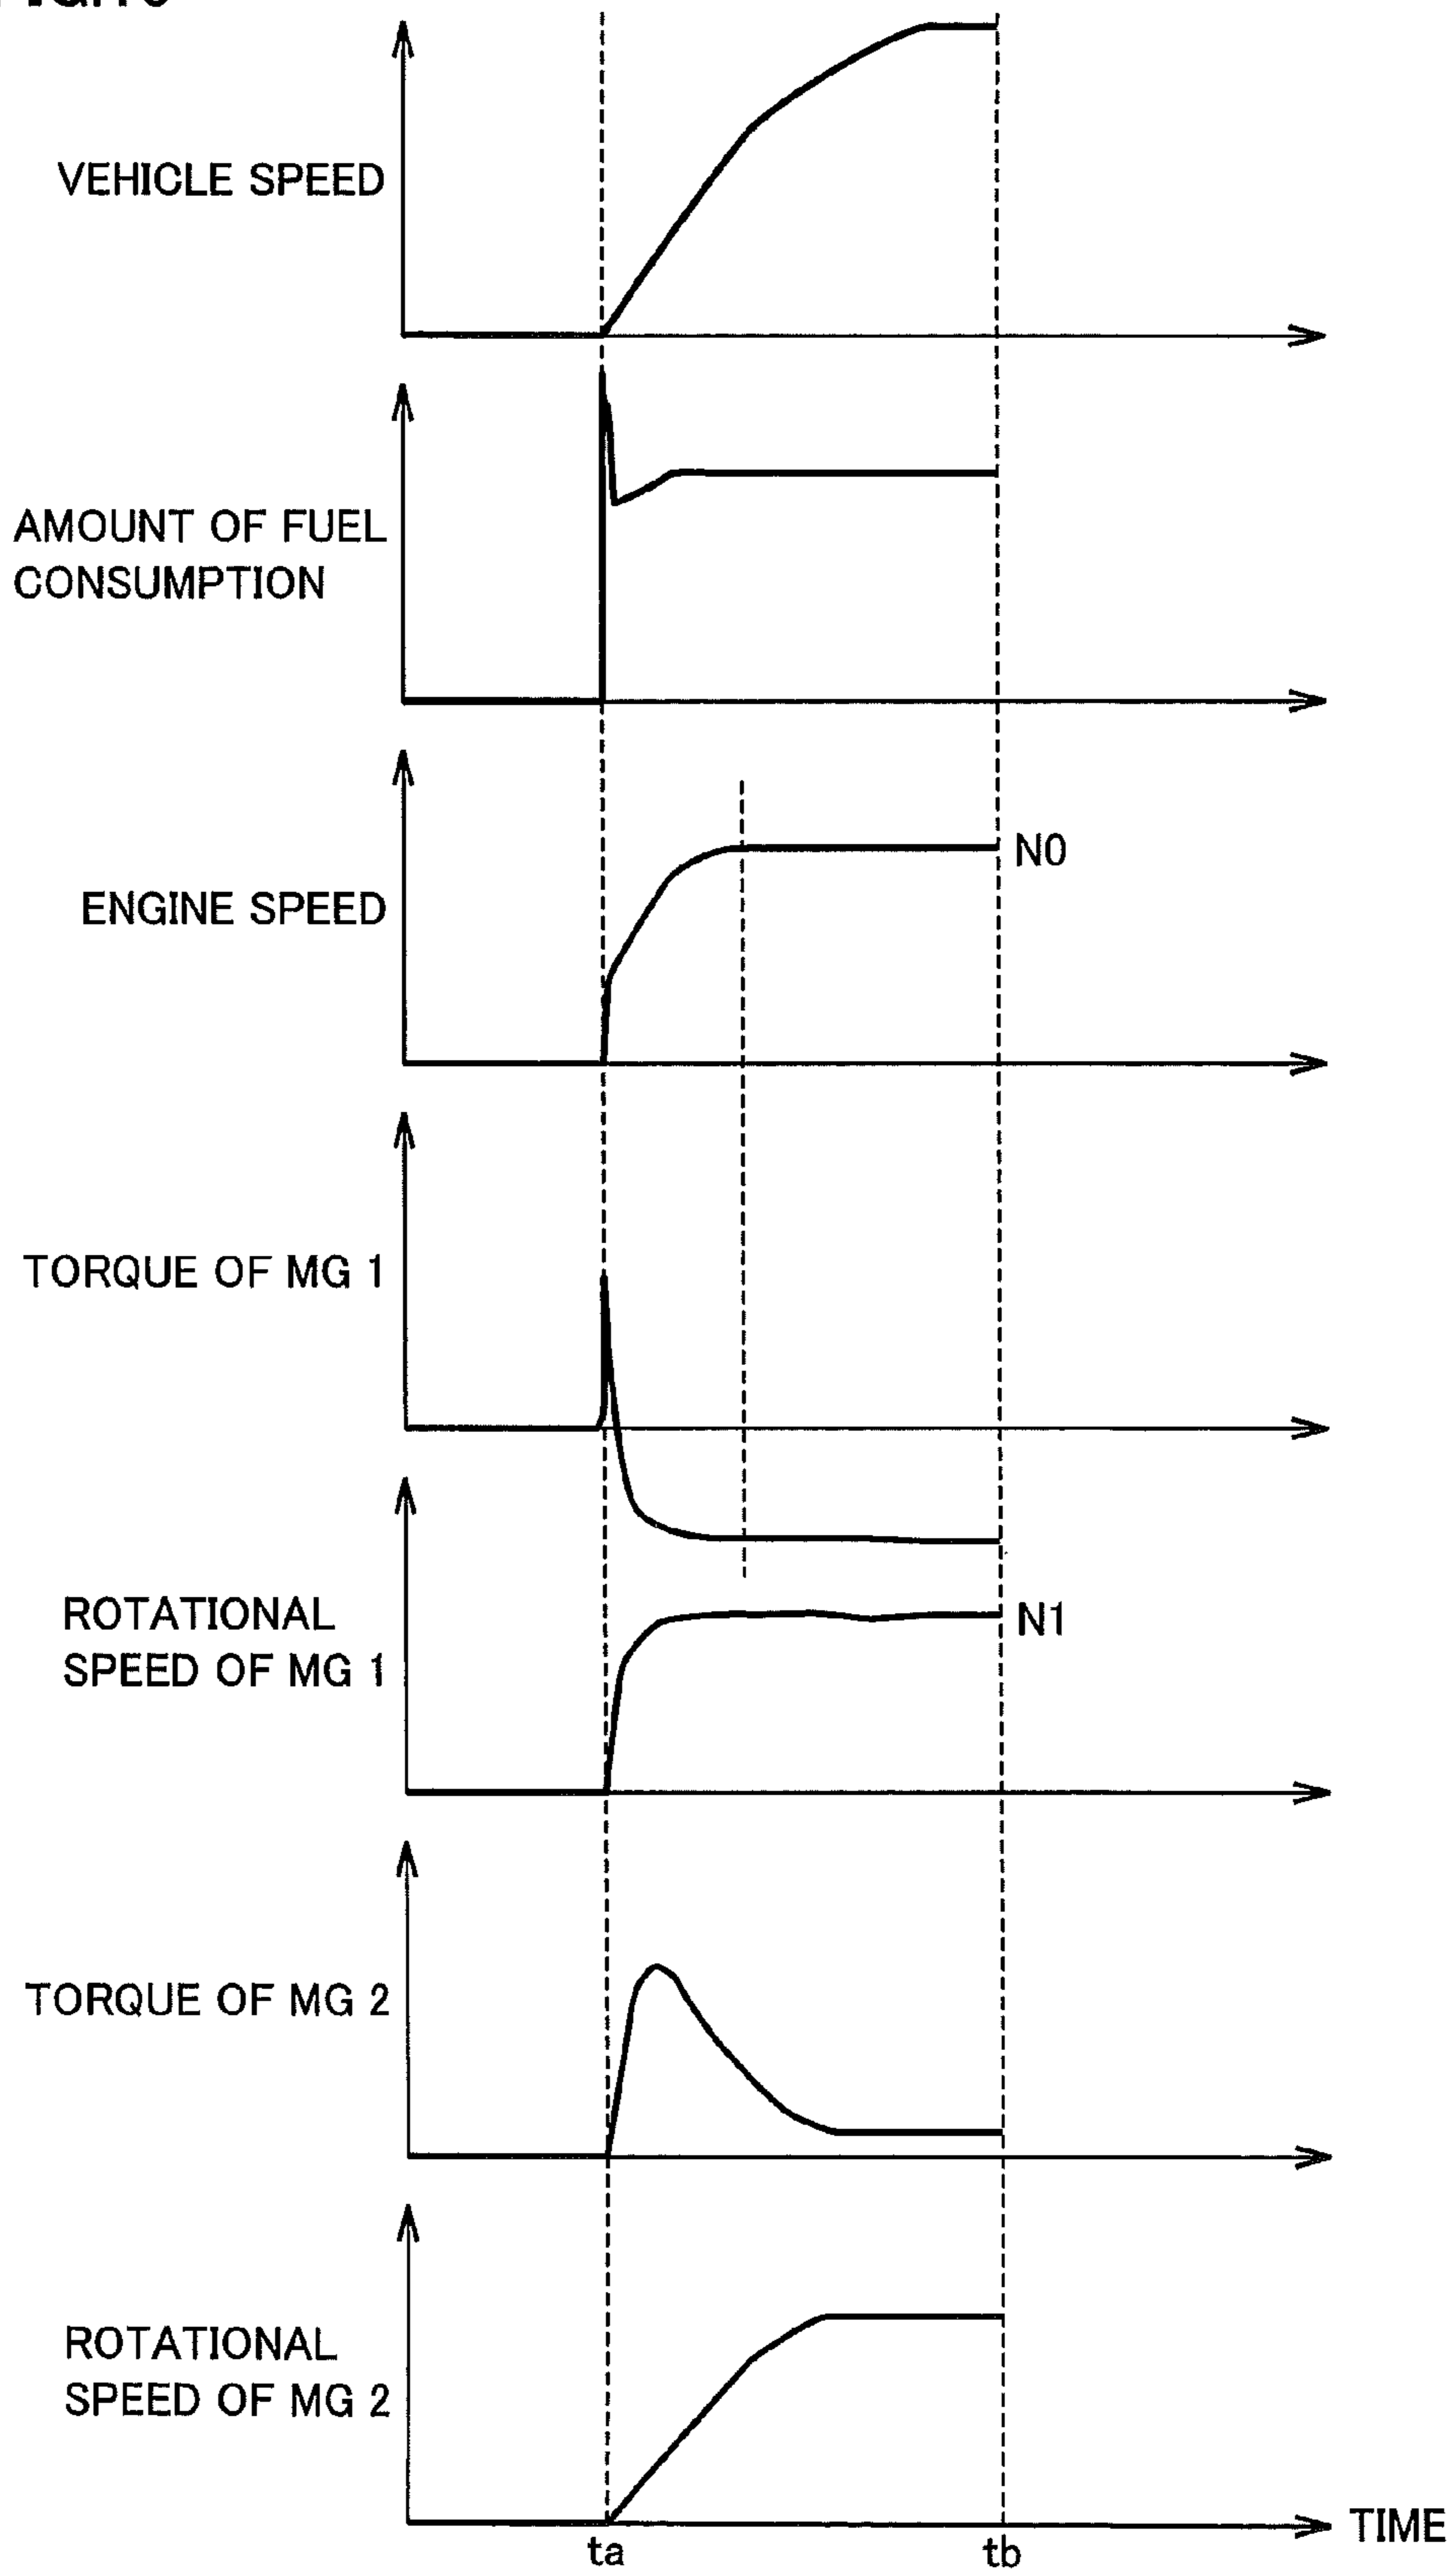 VEHICLE SPEED
AMOUNT OF FUEL
CONSUMPTION
N0
ENGINE SPEED
TORQUE OF MG 1
ROTATIONAL
SPEED OF MG 1
N1
TORQUE OF MG 2
ROTATIONAL
SPEED OF MG 2
TIME
ta
tb